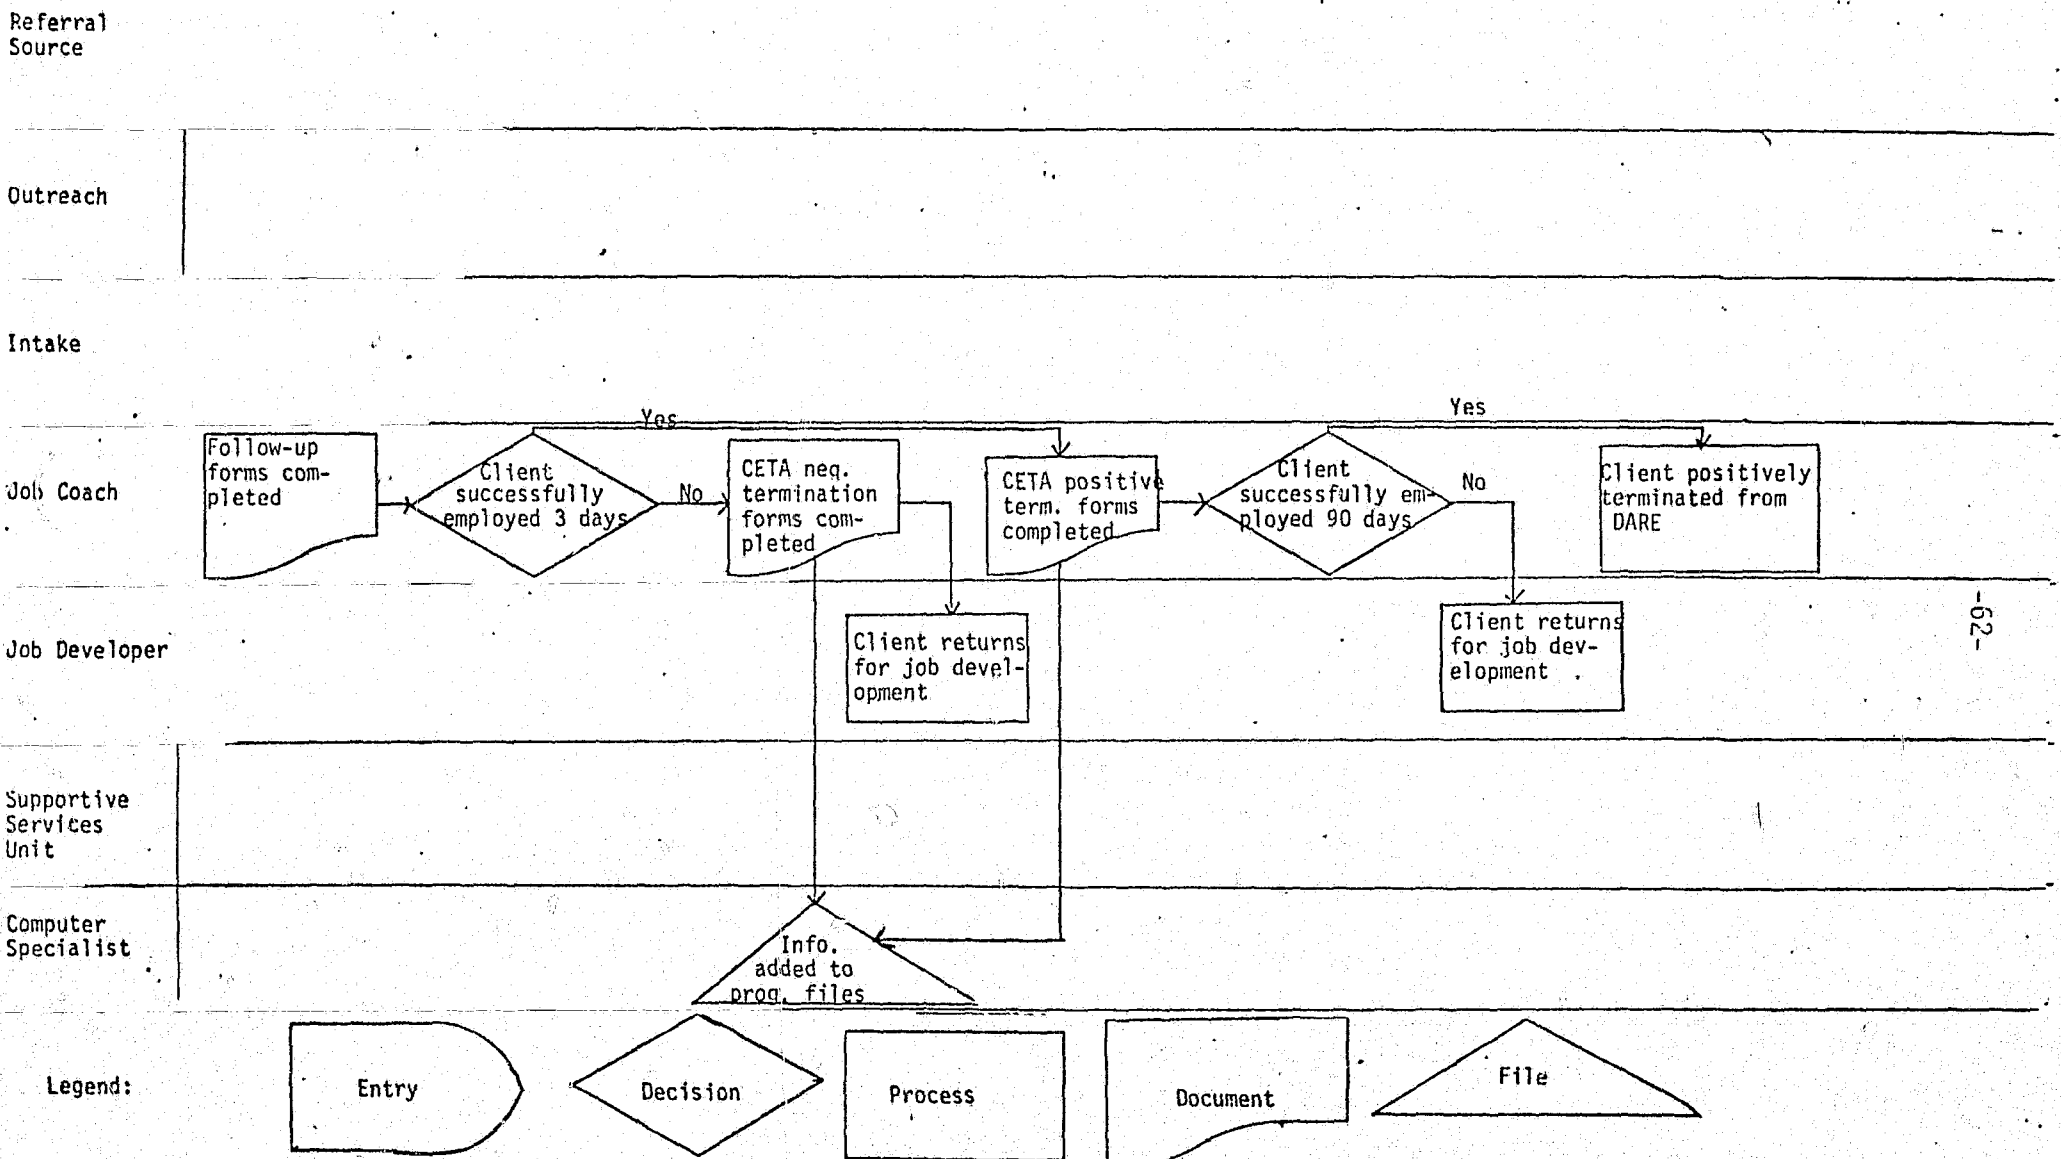 Referral
Source
Outreach
Intake
Yes
Yes
Job Coach
Follow-up
forms com-
pleted
Client
successfully
employed 3 days
No
CETA neg.
termination
forms com-
pleted
CETA positive
term. forms
completed
Client
successfully em-
ployed 90 days
No
Client positively
terminated from
DARE
Job Developer
Client returns
for job devel-
opment
Client returns
for job dev-
elopment
-62-
Supportive
Services
Unit
Computer
Specialist
Info.
added to
prog. files
Legend:
Entry
Decision
Process
Document
File